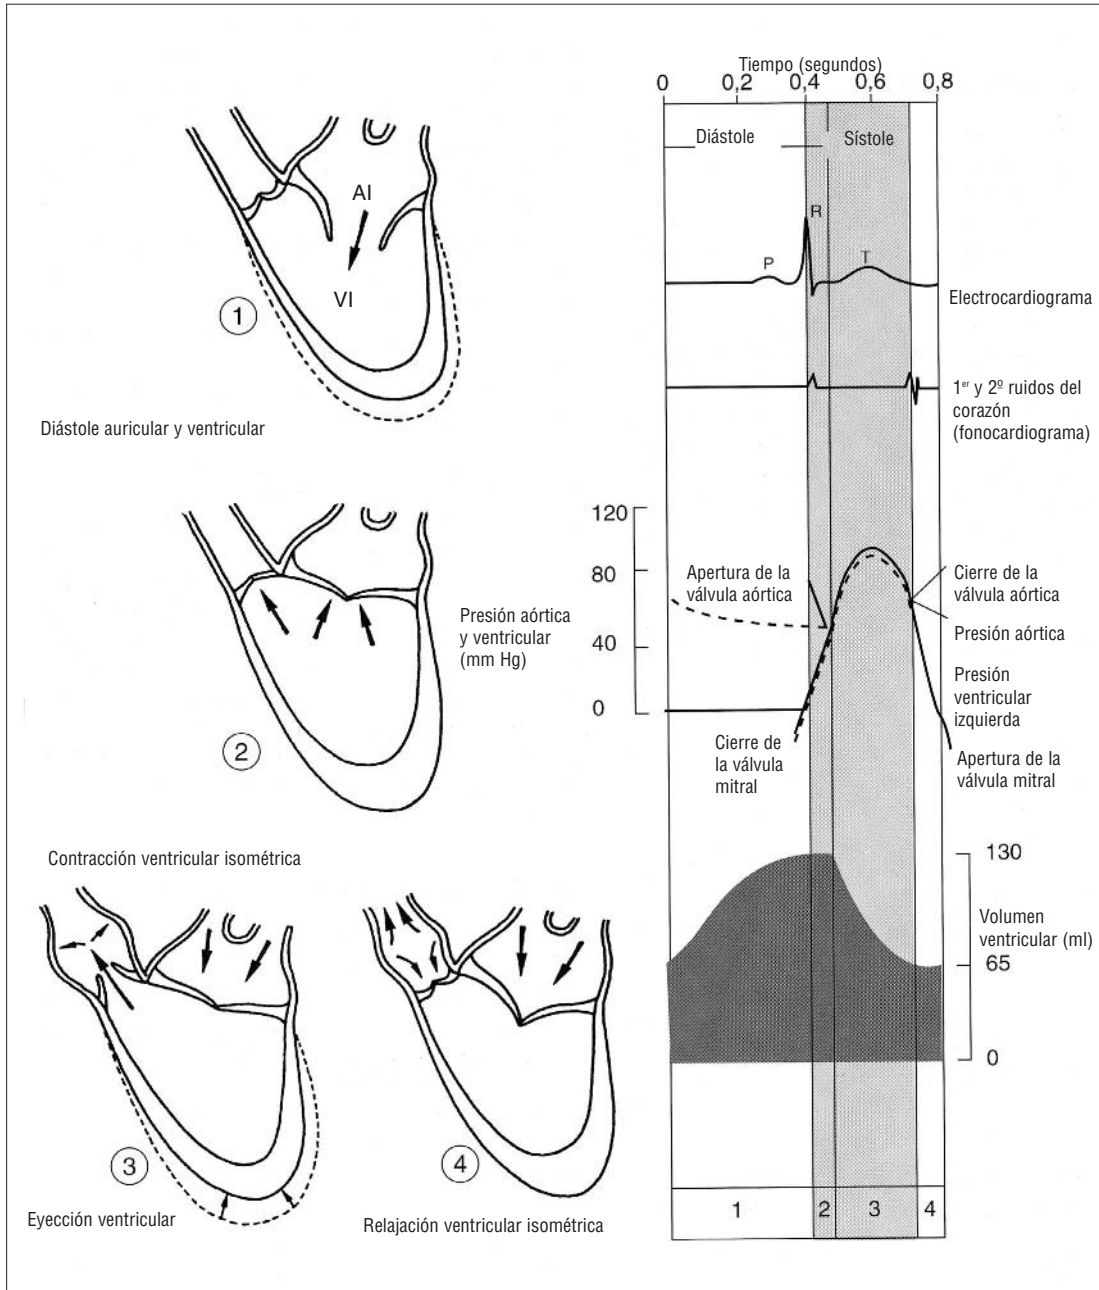 AI
VI
1
Diástole auricular y ventricular
2
Contracción ventricular isométrica
3
Eyección ventricular
4
Relajación ventricular isométrica
Tiempo (segundos)
0 0,2 0,4 0,6 0,8
Diástole Sístole
P R T
Electrocardiograma
1er y 2º ruidos del
corazón
(fonocardiograma)
Presión aórtica
y ventricular
(mm Hg)
120
80
40
0
Apertura de la
válvula aórtica
Cierre de la
válvula aórtica
Presión aórtica
Presión
ventricular
izquierda
Cierre de
la válvula
mitral
Apertura de la
válvula mitral
130
Volumen
ventricular (ml)
65
0
1 2 3 4